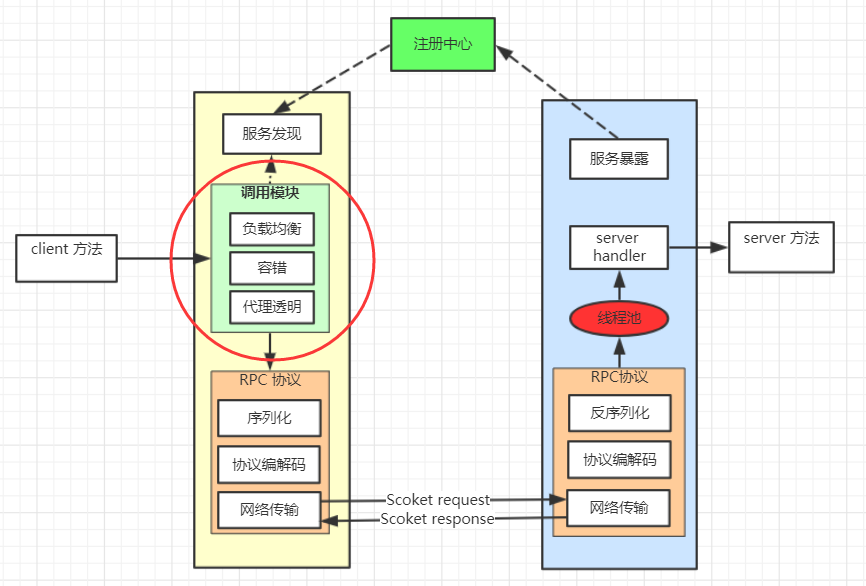 注册中心
服务发现
调用模块
负载均衡
容错
代理透明
client 方法
RPC 协议
序列化
协议编解码
网络传输
Scoket request
Scoket response
服务暴露
server
handler
server 方法
线程池
RPC协议
反序列化
协议编解码
网络传输